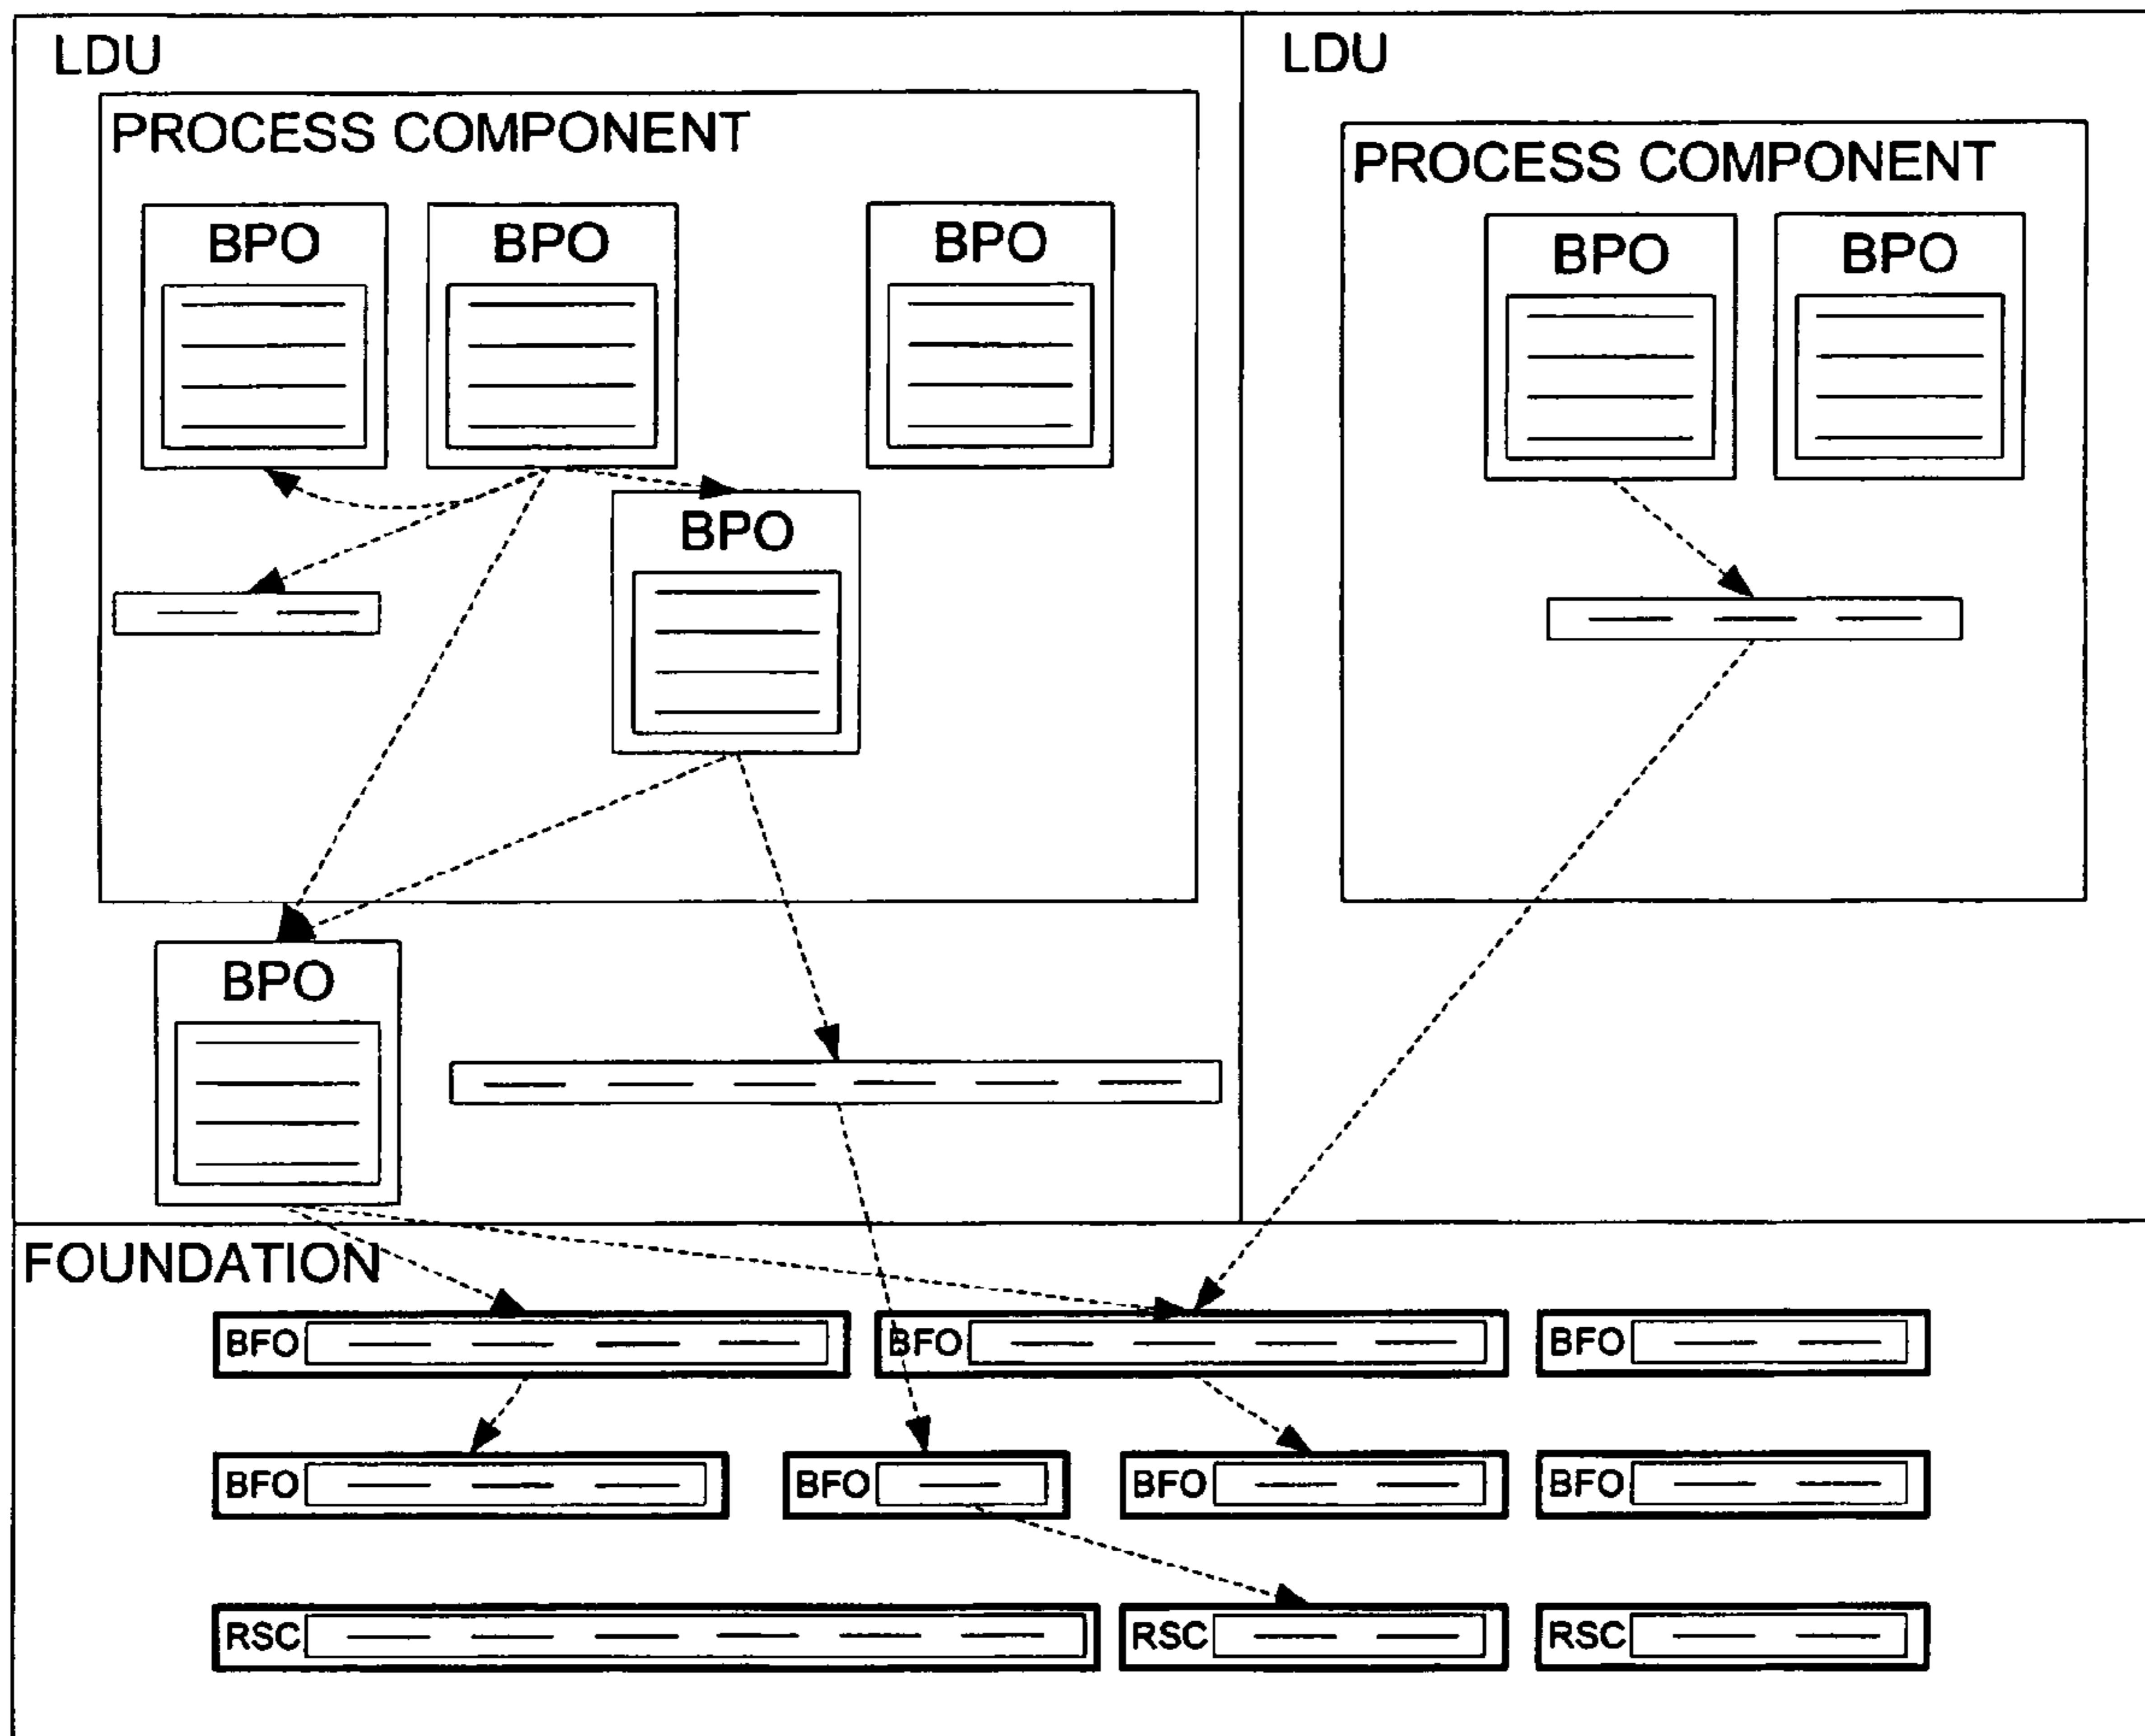 LDU
PROCESS COMPONENT
BPO BPO BPO
BPO
BPO
LDU
PROCESS COMPONENT
BPO BPO
FOUNDATION
BFO BFO BFO
BFO BFO BFO BFO
RSC RSC RSC